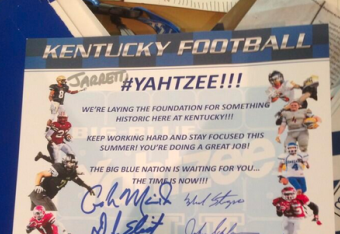 KENTUCKY FOOTBALL
JARRETT
#YAHTZEE!!!
WE'RE LAYING THE FOUNDATION FOR SOMETHING
HISTORIC HERE AT KENTUCKY!!!!
KEEP WORKING HARD AND STAY FOCUSED THIS
SUMMER! YOU'RE DOING A GREAT JOB!
THE BIG BLUE NATION IS WAITING FOR YOU...
THE TIME IS NOW!!!